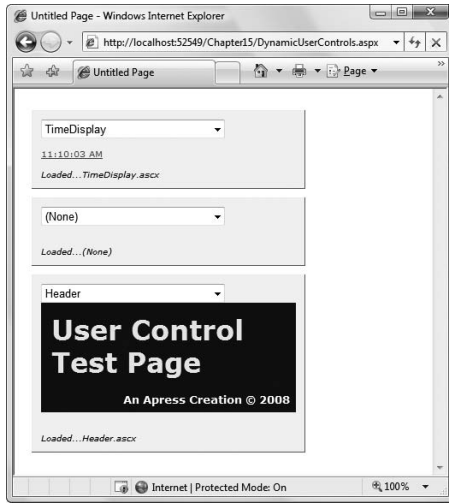 Untitled Page - Windows Internet Explorer
http://localhost:52549/Chapter15/DynamicUserControls.aspx
Untitled Page
Page
TimeDisplay
11:10:03 AM
Loaded...TimeDisplay.ascx
(None)
Loaded...(None)
Header
User Control
Test Page
An Apress Creation © 2008
Loaded...Header.ascx
Internet | Protected Mode: On
100%